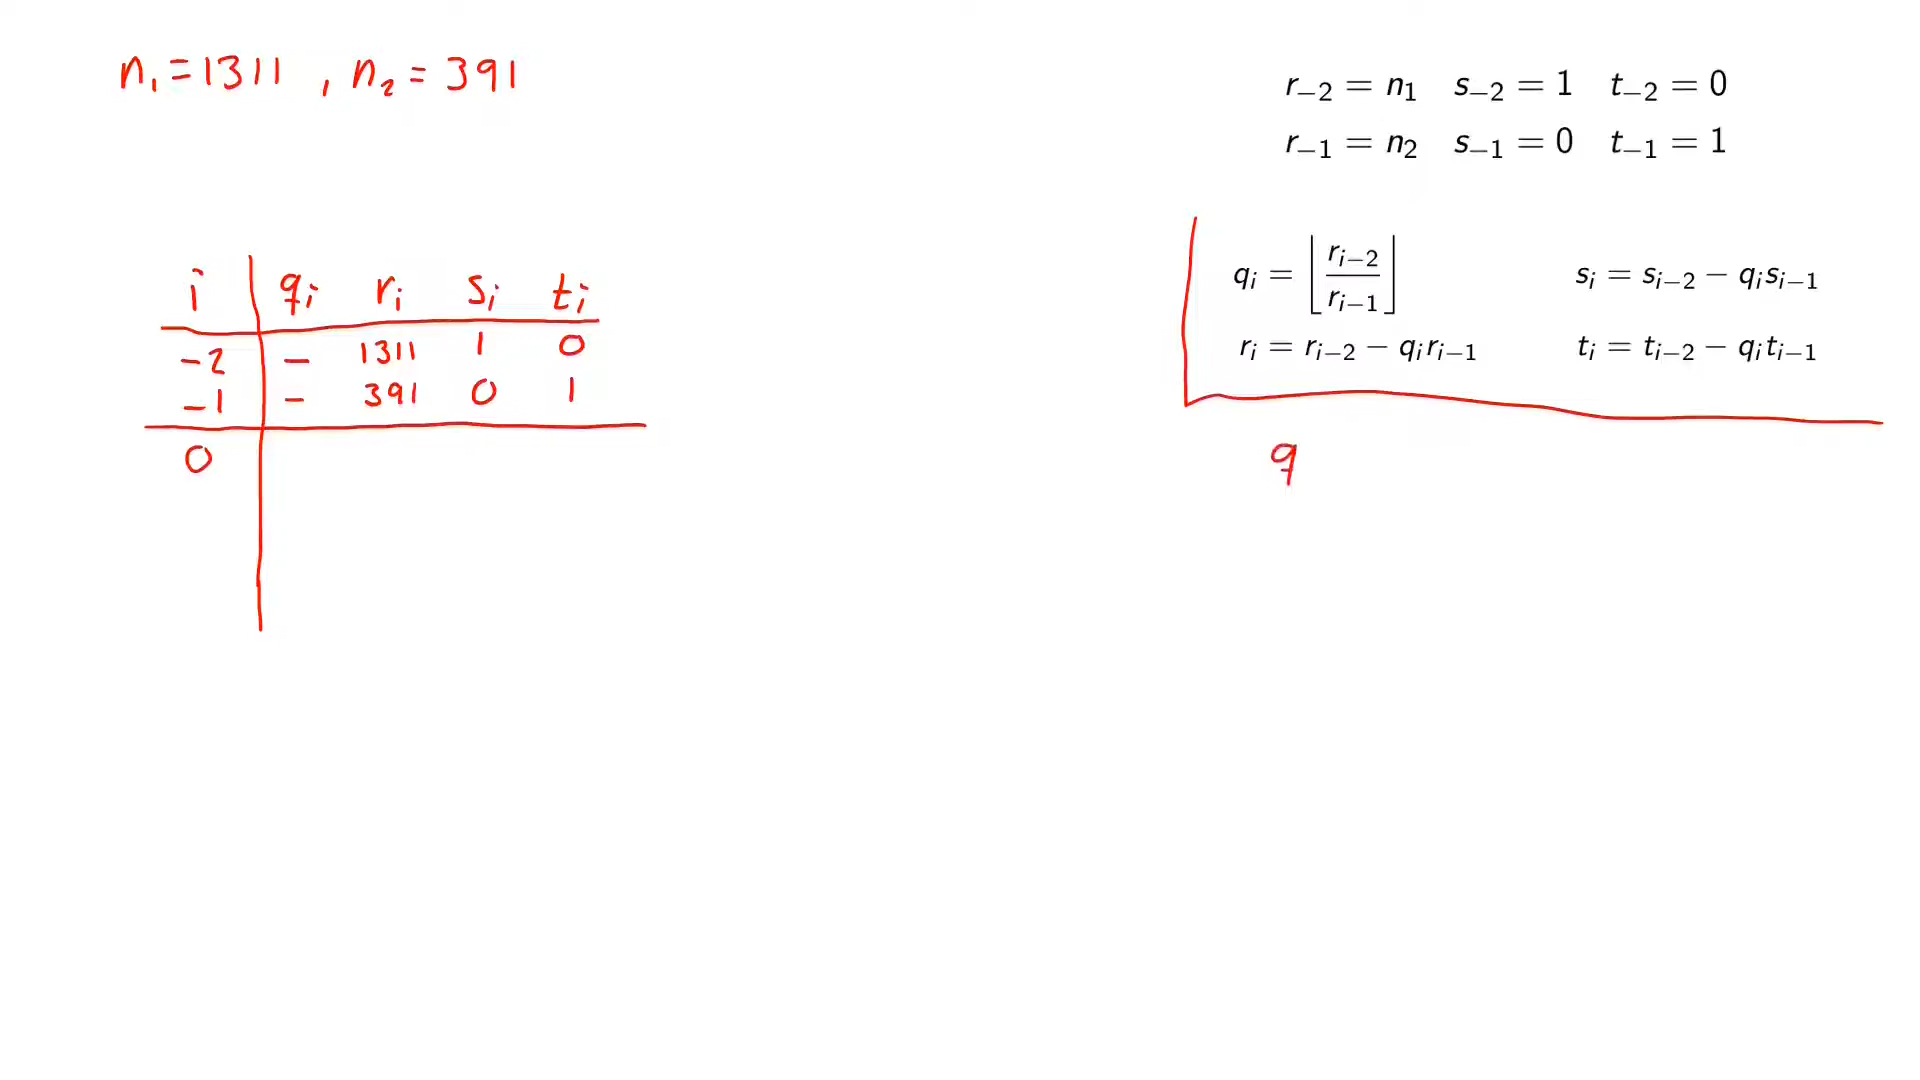 n₁ = 1311 , n₂ = 391
r₋₂ = n₁ s₋₂ = 1 t₋₂ = 0
r₋₁ = n₂ s₋₁ = 0 t₋₁ = 1
qᵢ = ⌊rᵢ₋₂ / rᵢ₋₁⌋ sᵢ = sᵢ₋₂ − qᵢsᵢ₋₁
rᵢ = rᵢ₋₂ − qᵢrᵢ₋₁ tᵢ = tᵢ₋₂ − qᵢtᵢ₋₁
i qᵢ rᵢ sᵢ tᵢ
-2 - 1311 1 0
-1 - 391 0 1
0
q